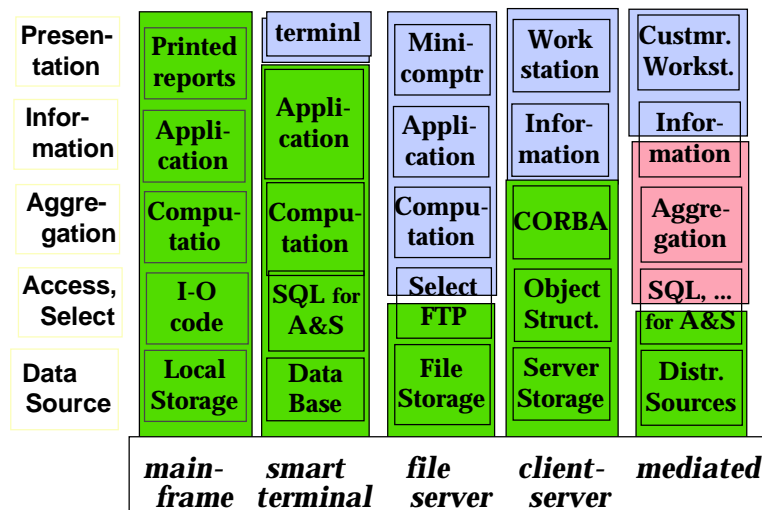 Presen-
tation
Printed
reports
terminl
Mini-
comptr
Work
station
Custmr.
Workst.
Infor-
mation
Appli-
cation
Appli-
cation
Appli-
cation
Infor-
mation
Infor-
mation
Aggre-
gation
Compu-
tatio
Compu-
tation
Compu-
tation
CORBA
Aggre-
gation
Access,
Select
I-O
code
SQL for
A&S
Select
FTP
Object
Struct.
SQL, ...
for A&S
Data
Source
Local
Storage
Data
Base
File
Storage
Server
Storage
Distr.
Sources
main-
frame
smart
terminal
file
server
client-
server
mediated